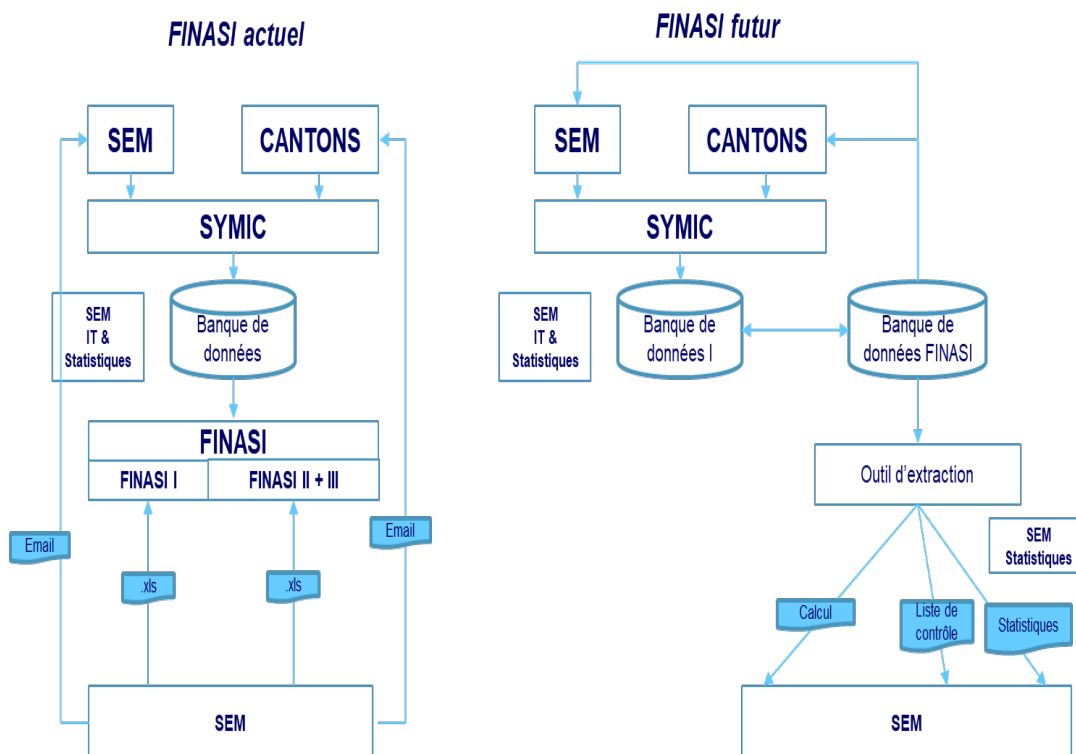 FINASI actuel
SEM
CANTONS
SYMIC
SEM
IT &
Statistiques
Banque de
données
FINASI
FINASI I
FINASI II + III
Email
Email
.xls
.xls
SEM
FINASI futur
SEM
CANTONS
SYMIC
SEM
IT &
Statistiques
Banque de
données I
Banque de
données FINASI
Outil d'extraction
SEM
Statistiques
Calcul
Liste de
contrôle
Statistiques
SEM